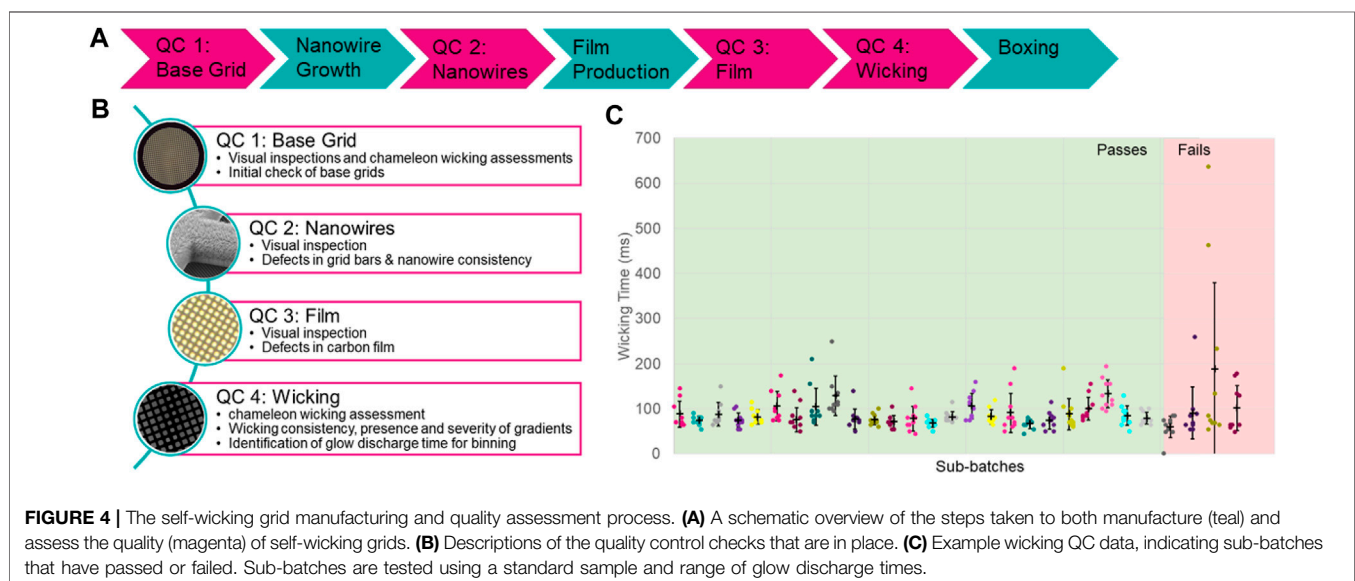 A
QC 1:
Base Grid
Nanowire
Growth
QC 2:
Nanowires
Film
Production
QC 3:
Film
QC 4:
Wicking
Boxing
B
QC 1: Base Grid
• Visual inspections and chameleon wicking assessments
• Initial check of base grids
QC 2: Nanowires
• Visual inspection
• Defects in grid bars & nanowire consistency
QC 3: Film
• Visual inspection
• Defects in carbon film
QC 4: Wicking
• chameleon wicking assessment
• Wicking consistency, presence and severity of gradients
• Identification of glow discharge time for binning
C
Wicking Time (ms)
700
600
500
400
300
200
100
0
Passes
Fails
Sub-batches
FIGURE 4 | The self-wicking grid manufacturing and quality assessment process. (A) A schematic overview of the steps taken to both manufacture (teal) and
assess the quality (magenta) of self-wicking grids. (B) Descriptions of the quality control checks that are in place. (C) Example wicking QC data, indicating sub-batches
that have passed or failed. Sub-batches are tested using a standard sample and range of glow discharge times.